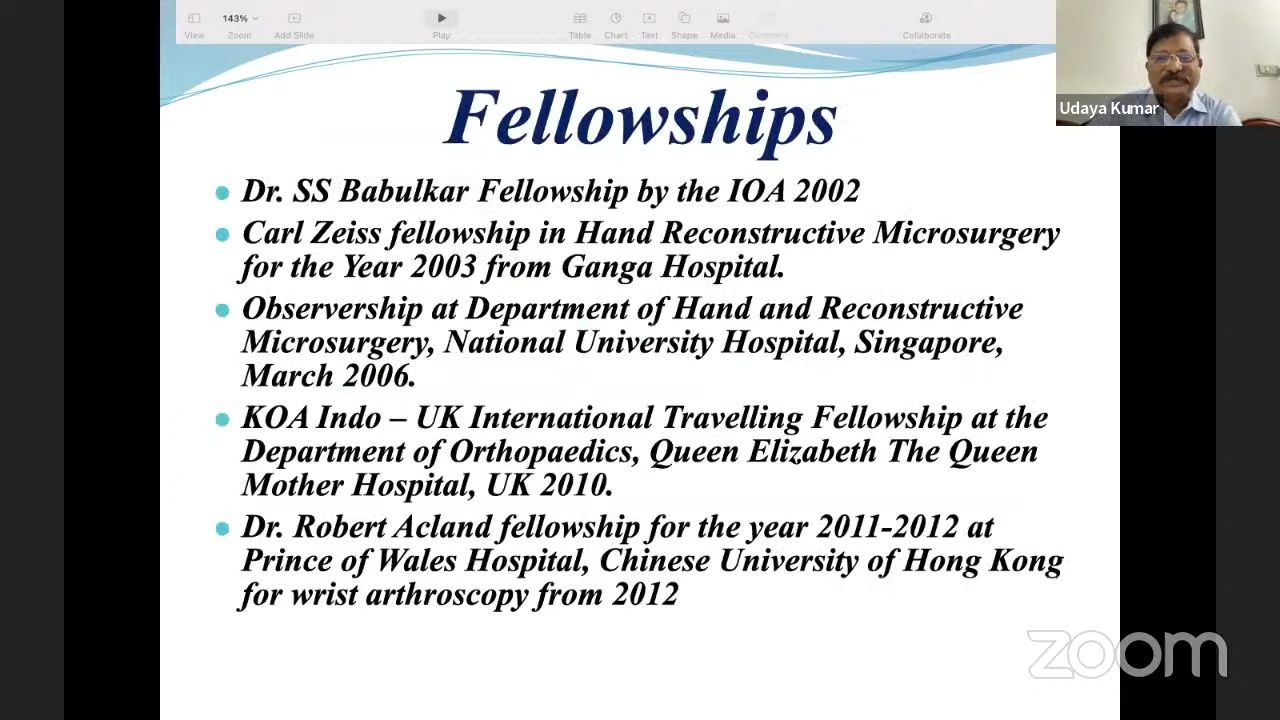 143%
View Zoom Add Slide Play Table Chart Text Shape Media Comment Collaborate
Udaya Kumar
Fellowships
Dr. SS Babulkar Fellowship by the IOA 2002
Carl Zeiss fellowship in Hand Reconstructive Microsurgery
for the Year 2003 from Ganga Hospital.
Observership at Department of Hand and Reconstructive
Microsurgery, National University Hospital, Singapore,
March 2006.
KOA Indo – UK International Travelling Fellowship at the
Department of Orthopaedics, Queen Elizabeth The Queen
Mother Hospital, UK 2010.
Dr. Robert Acland fellowship for the year 2011-2012 at
Prince of Wales Hospital, Chinese University of Hong Kong
for wrist arthroscopy from 2012
zoom